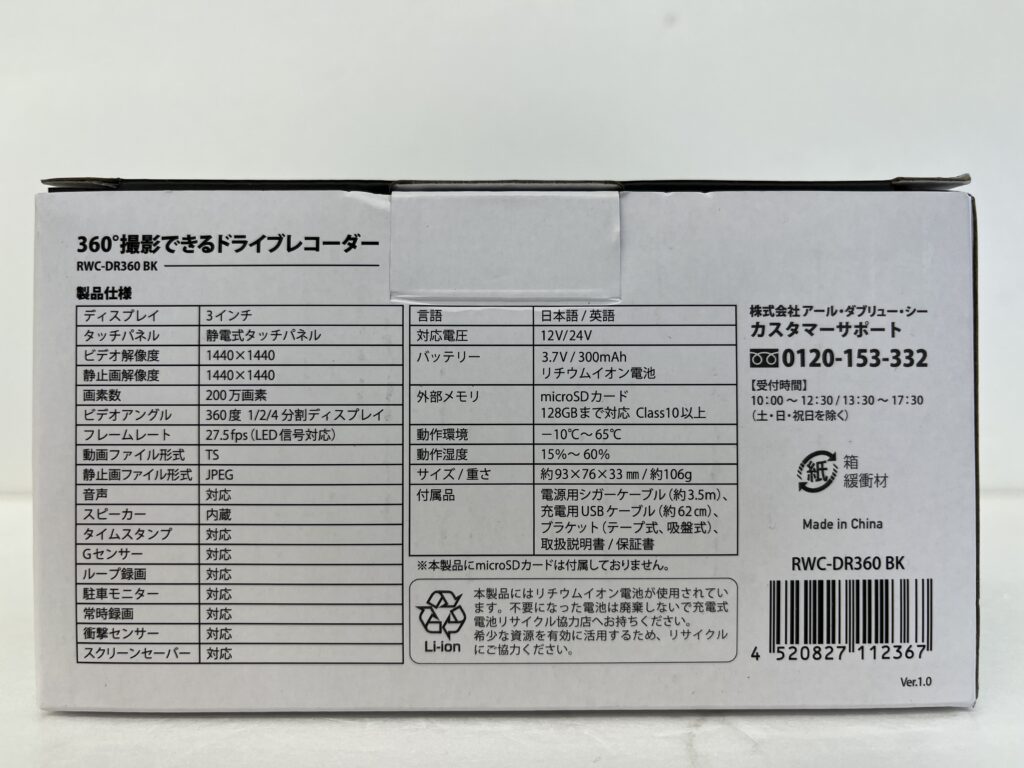 360°撮影できるドライブレコーダー
RWC-DR360 BK
製品仕様
ディスプレイ 3インチ
タッチパネル 静電式タッチパネル
ビデオ解像度 1440×1440
静止画解像度 1440×1440
画素数 200万画素
ビデオアングル 360度 1/2/4分割ディスプレイ
フレームレート 27.5fps(LED信号対応)
動画ファイル形式 TS
静止画ファイル形式 JPEG
音声 対応
スピーカー 内蔵
タイムスタンプ 対応
Gセンサー 対応
ループ録画 対応
駐車モニター 対応
常時録画 対応
衝撃センサー 対応
スクリーンセーバー 対応
言語 日本語 / 英語
対応電圧 12V/24V
バッテリー 3.7V / 300mAh
リチウムイオン電池
外部メモリ microSDカード
128GBまで対応 Class10以上
動作環境 −10℃~ 65℃
動作湿度 15%~ 60%
サイズ / 重さ 約93×76×33㎜ / 約106g
付属品 電源用シガーケーブル(約3.5m)、
充電用USBケーブル(約62㎝)、
ブラケット(テープ式、吸盤式)、
取扱説明書 / 保証書
※本製品にmicroSDカードは付属しておりません。
Li-ion
本製品にはリチウムイオン電池が使用されてい
ます。不要になった電池は廃棄しないで充電式
電池リサイクル協力店へお持ちください。
希少な資源を有効に活用するため、リサイクル
にご協力ください。
株式会社アール・ダブリュー・シー
カスタマーサポート
0120-153-332
【受付時間】
10:00 ~ 12:30 / 13:30 ~ 17:30
(土・日・祝日を除く)
紙 箱
緩衝材
Made in China
RWC-DR360 BK
4 520827 112367
Ver.1.0